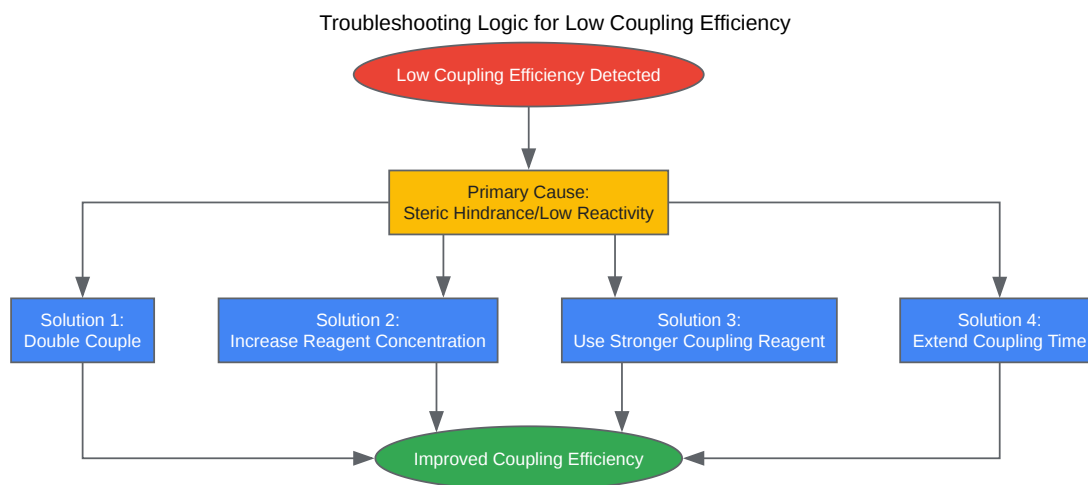 Troubleshooting Logic for Low Coupling Efficiency
Low Coupling Efficiency Detected
Primary Cause:
Steric Hindrance/Low Reactivity
Solution 1:
Double Couple
Solution 2:
Increase Reagent Concentration
Solution 3:
Use Stronger Coupling Reagent
Solution 4:
Extend Coupling Time
Improved Coupling Efficiency